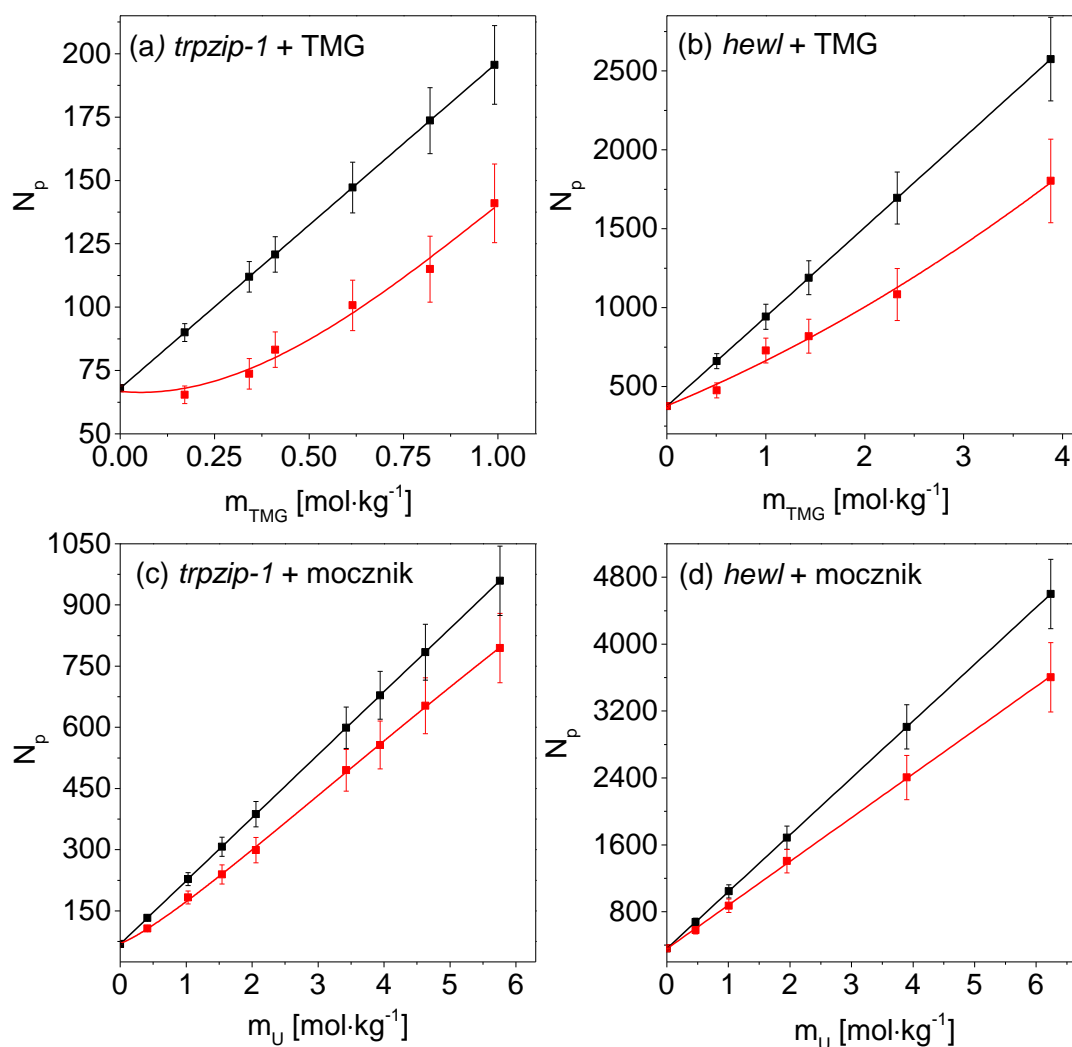 (a) trpzip-1 + TMG
200
175
150
125
100
75
50
N_p
0.00 0.25 0.50 0.75 1.00
m_TMG [mol·kg⁻¹]
(b) hewl + TMG
2500
2000
1500
1000
500
N_p
0 1 2 3 4
m_TMG [mol·kg⁻¹]
(c) trpzip-1 + mocznik
1050
900
750
600
450
300
150
N_p
0 1 2 3 4 5 6
m_U [mol·kg⁻¹]
(d) hewl + mocznik
4800
4000
3200
2400
1600
800
N_p
0 1 2 3 4 5 6
m_U [mol·kg⁻¹]